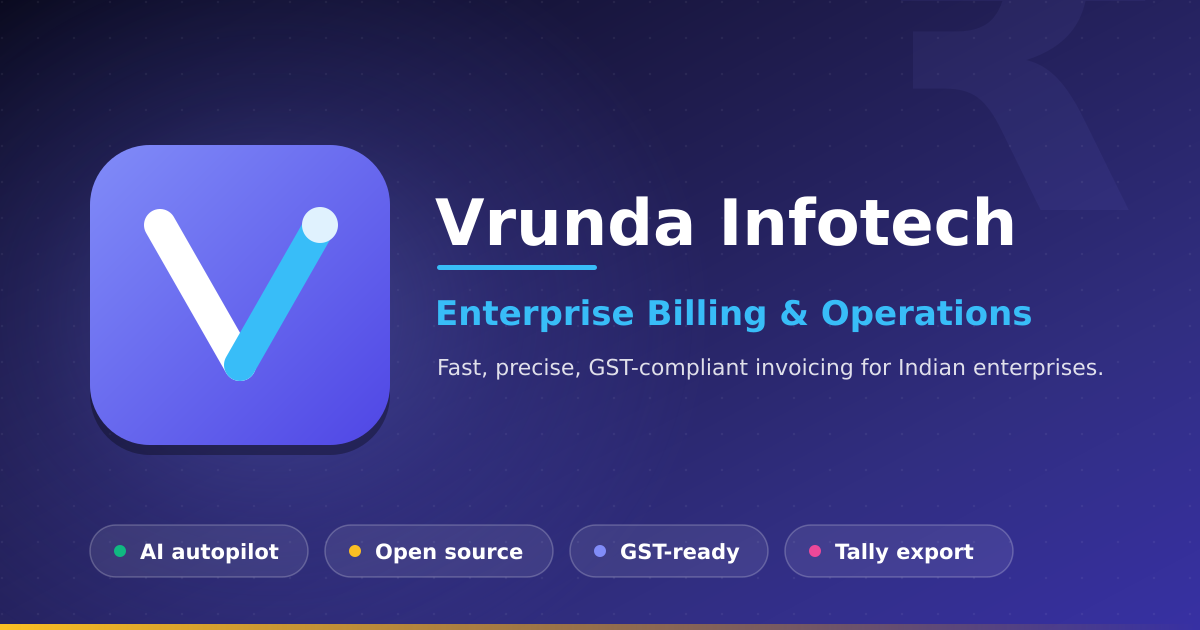 R
V
Vrunda Infotech
Enterprise Billing & Operations
Fast, precise, GST-compliant invoicing for Indian enterprises.
AI autopilot
Open source
GST-ready
Tally export